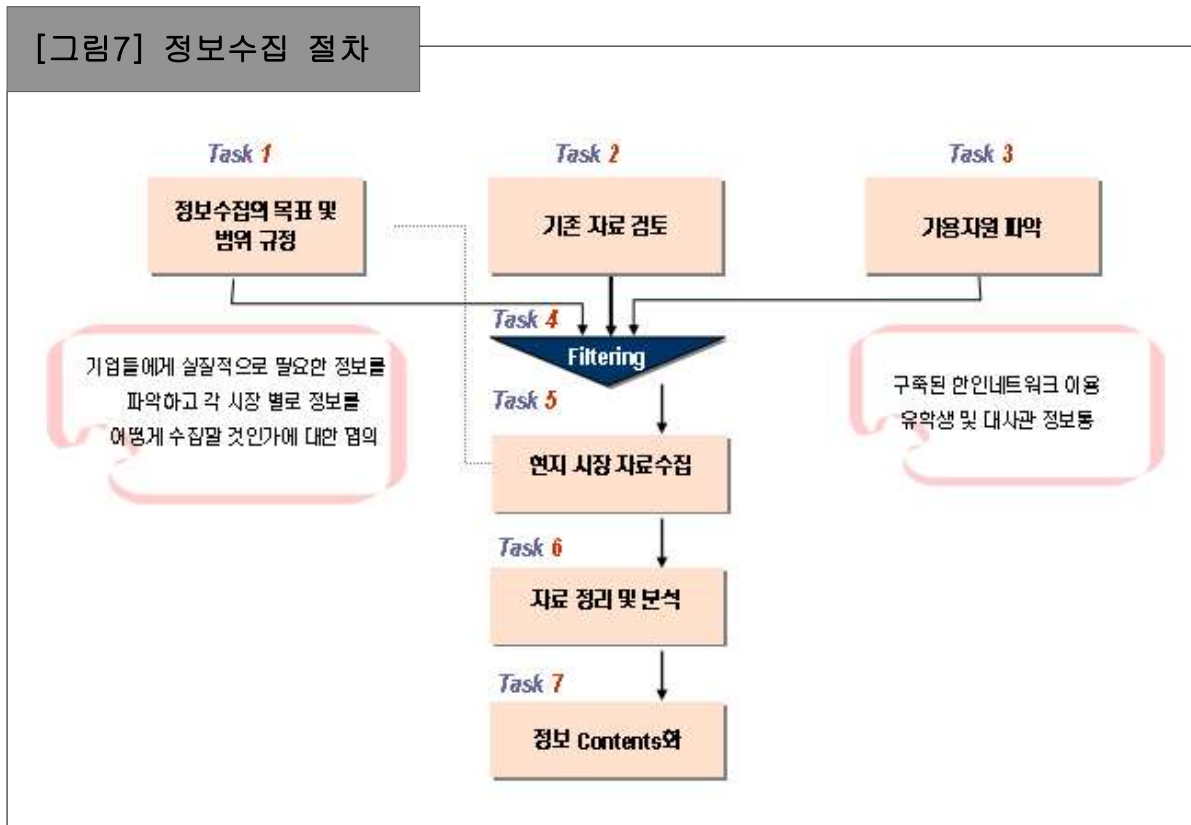 [그림7] 정보수집 절차
Task 1
Task 2
Task 3
정보수집의 목표 및
범위 규정
기존 자료 검토
가용자원 파악
Task 4
Filtering
기업들에게 실질적으로 필요한 정보를
파악하고 각 시장 별로 정보를
어떻게 수집할 것인가에 대한 협의
구축된 한인네트워크 이용
유학생 및 대사관 정보통
Task 5
현지 시장 자료수집
Task 6
자료 정리 및 분석
Task 7
정보 Contents화